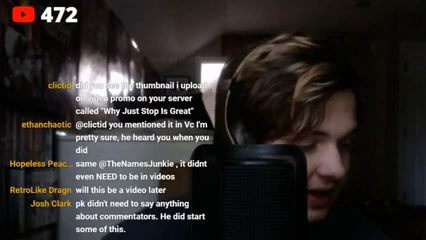 472
clictid did you see the thumbnail i upload
on video promo on your server
called "Why Just Stop Is Great"
ethanchaotic @clictid you mentioned it in Vc I'm
pretty sure, he heard you when you
did
Hopeless Peac... same @TheNamesJunkie , it didnt
even NEED to be in videos
RetroLike Dragn will this be a video later
Josh Clark pk didn't need to say anything
about commentators. He did start
some of this.